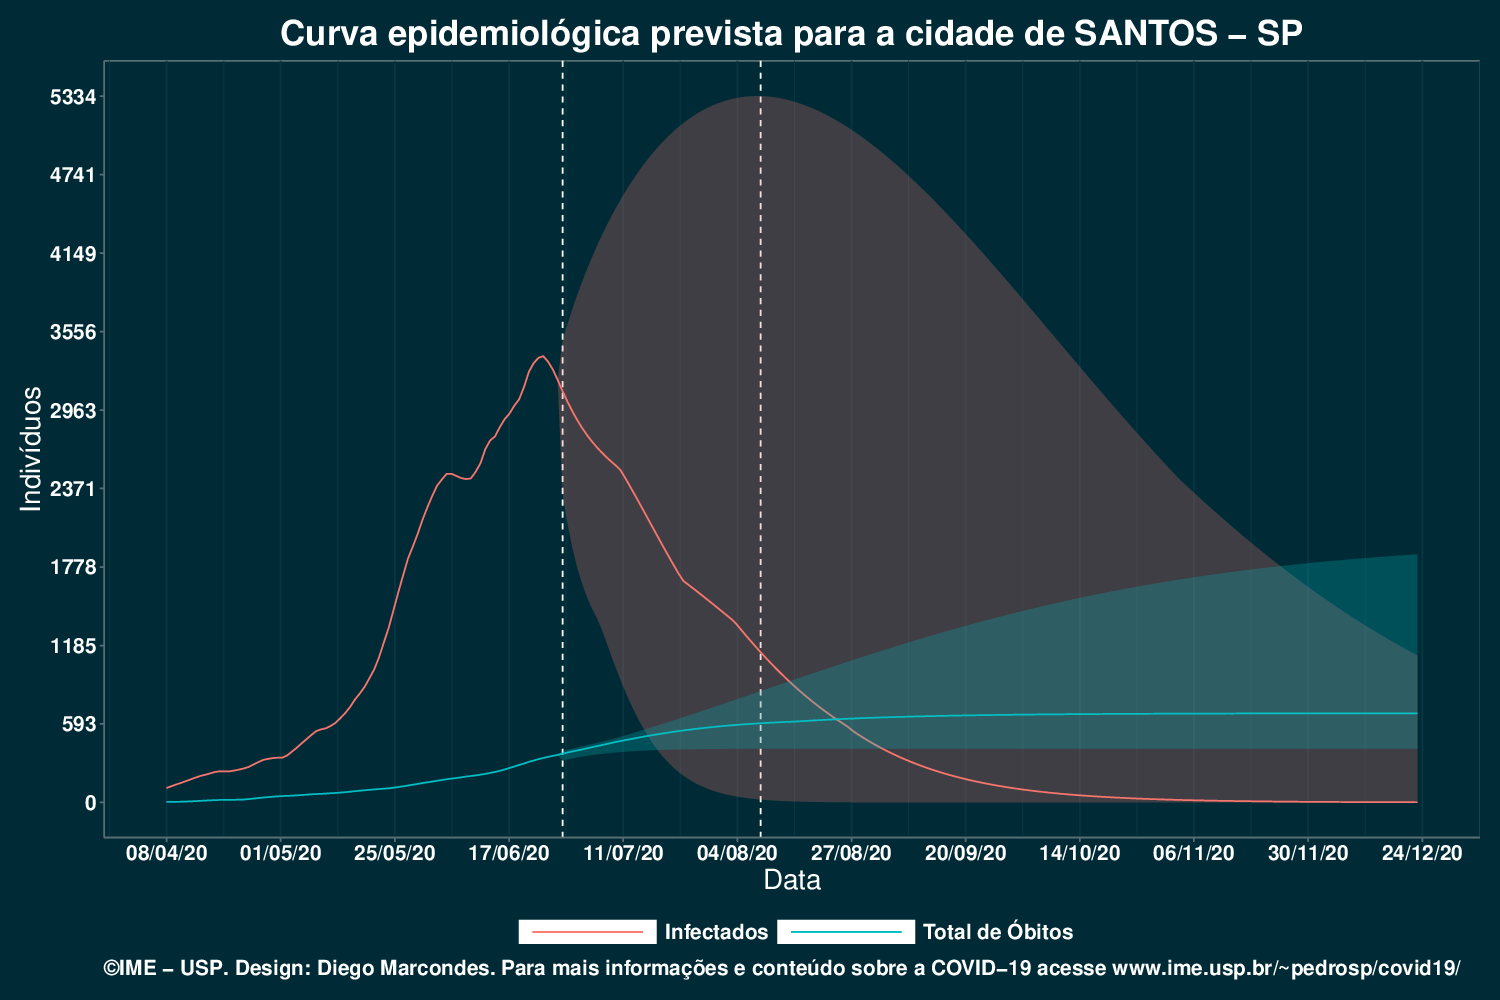 Curva epidemiológica prevista para a cidade de SANTOS – SP
5334
4741
4149
3556
2963
2371
1778
1185
593
0
Indivíduos
08/04/20 01/05/20 25/05/20 17/06/20 11/07/20 04/08/20 27/08/20 20/09/20 14/10/20 06/11/20 30/11/20 24/12/20
Data
Infectados Total de Óbitos
©IME – USP. Design: Diego Marcondes. Para mais informações e conteúdo sobre a COVID–19 acesse www.ime.usp.br/~pedrosp/covid19/